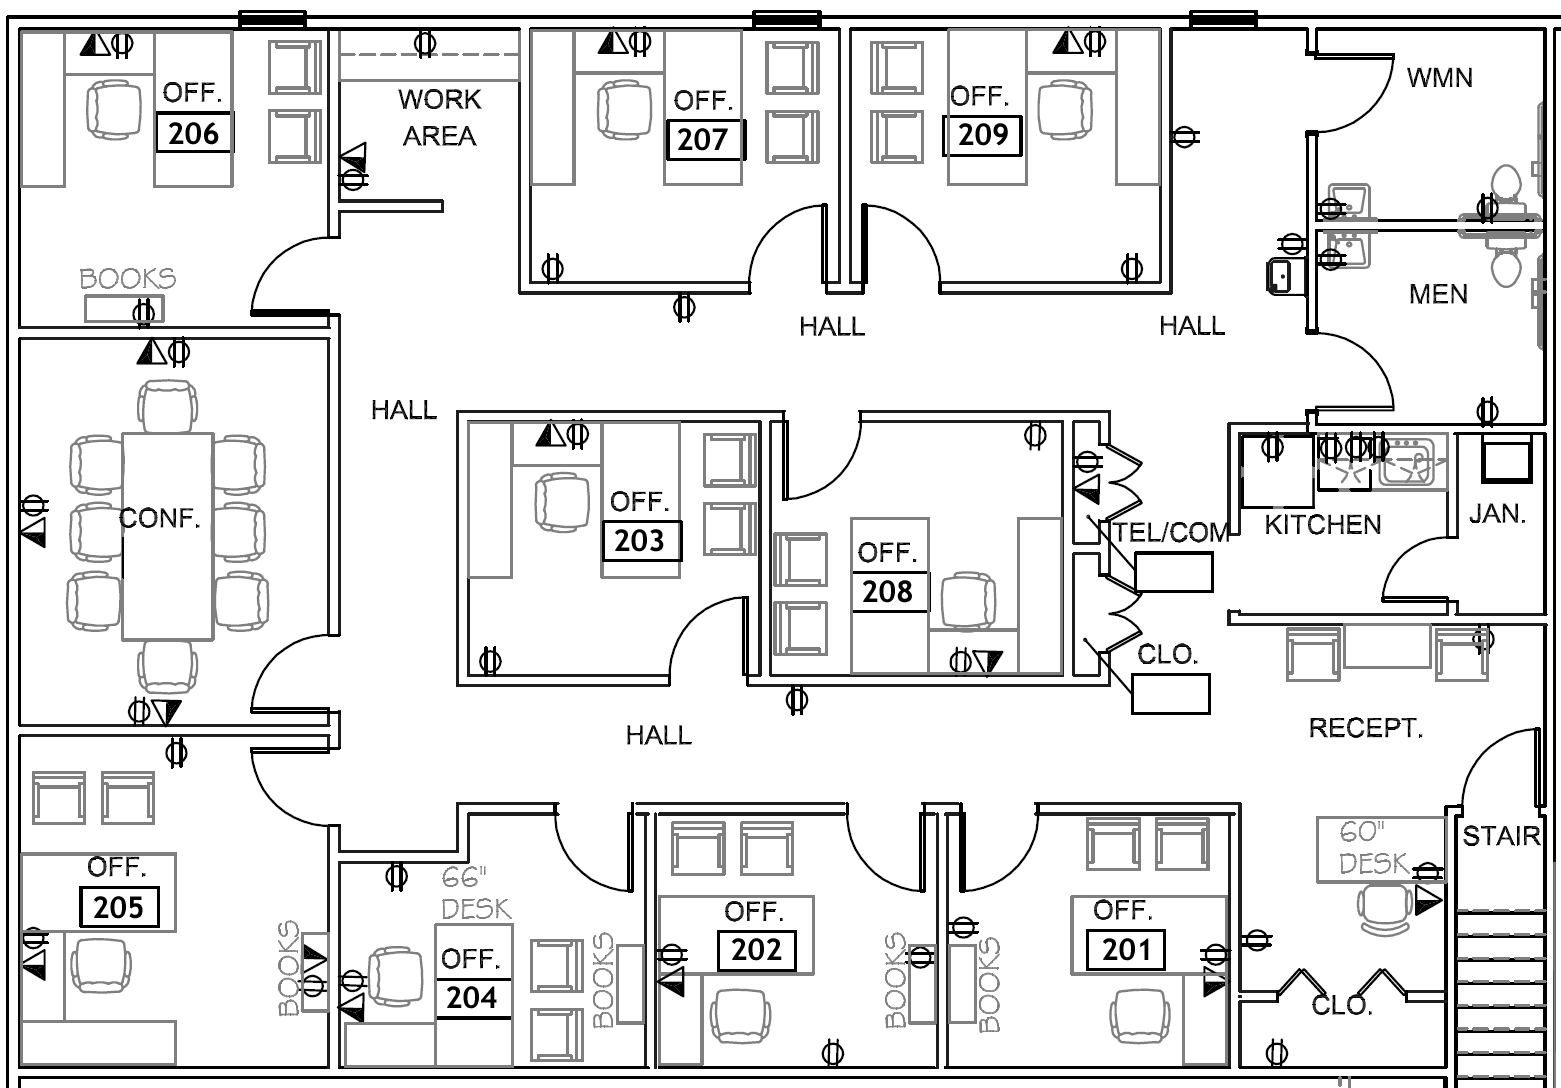 OFF.
206
WORK
AREA
OFF.
207
OFF.
209
WMN
BOOKS
MEN
HALL
HALL
HALL
CONF.
OFF.
203
OFF.
208
TEL/COM
KITCHEN
JAN.
CLO.
HALL
RECEPT.
OFF.
205
BOOKS
66"
DESK
OFF.
204
BOOKS
OFF.
202
BOOKS
BOOKS
OFF.
201
60"
DESK
STAIR
CLO.